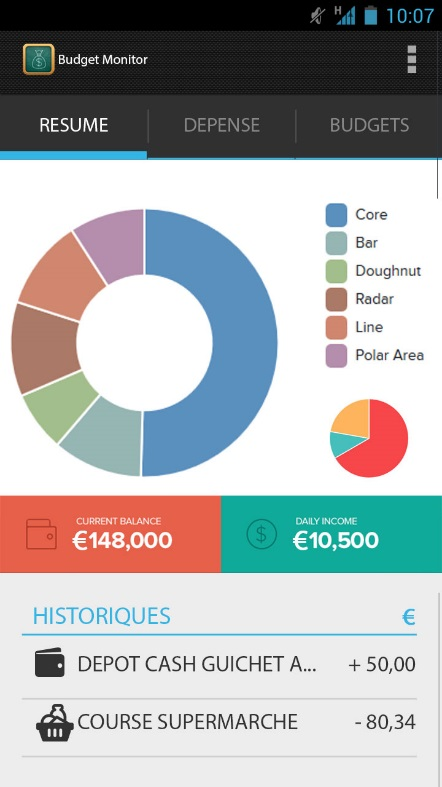 H 10:07
Budget Monitor
RESUME DEPENSE BUDGETS
Core
Bar
Doughnut
Radar
Line
Polar Area
CURRENT BALANCE
€148,000
DAILY INCOME
€10,500
HISTORIQUES €
DEPOT CASH GUICHET A... + 50,00
COURSE SUPERMARCHE - 80,34